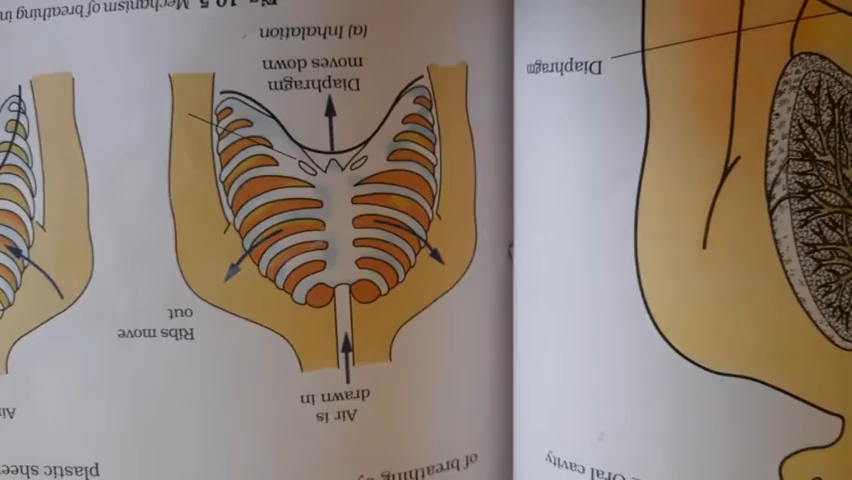 Oral cavity
Diaphragm
of breathing
plastic
Air is
drawn in
Ribs move
out
Diaphragm
moves down
(a) Inhalation
Fig. 10.5 Mechanism of breathing in